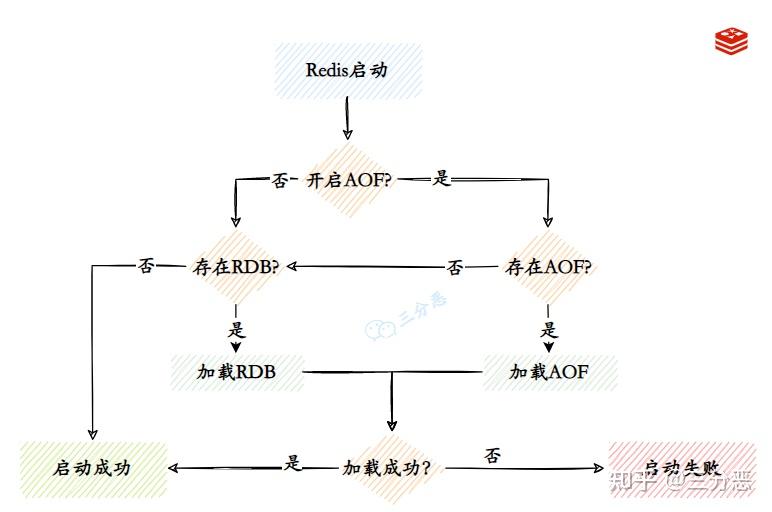 Redis启动
开启AOF?
否
是
存在RDB?
存在AOF?
否
否
三分恶
是
是
加载RDB
加载AOF
启动成功
是
加载成功?
否
启动失败
知乎 @三分恶